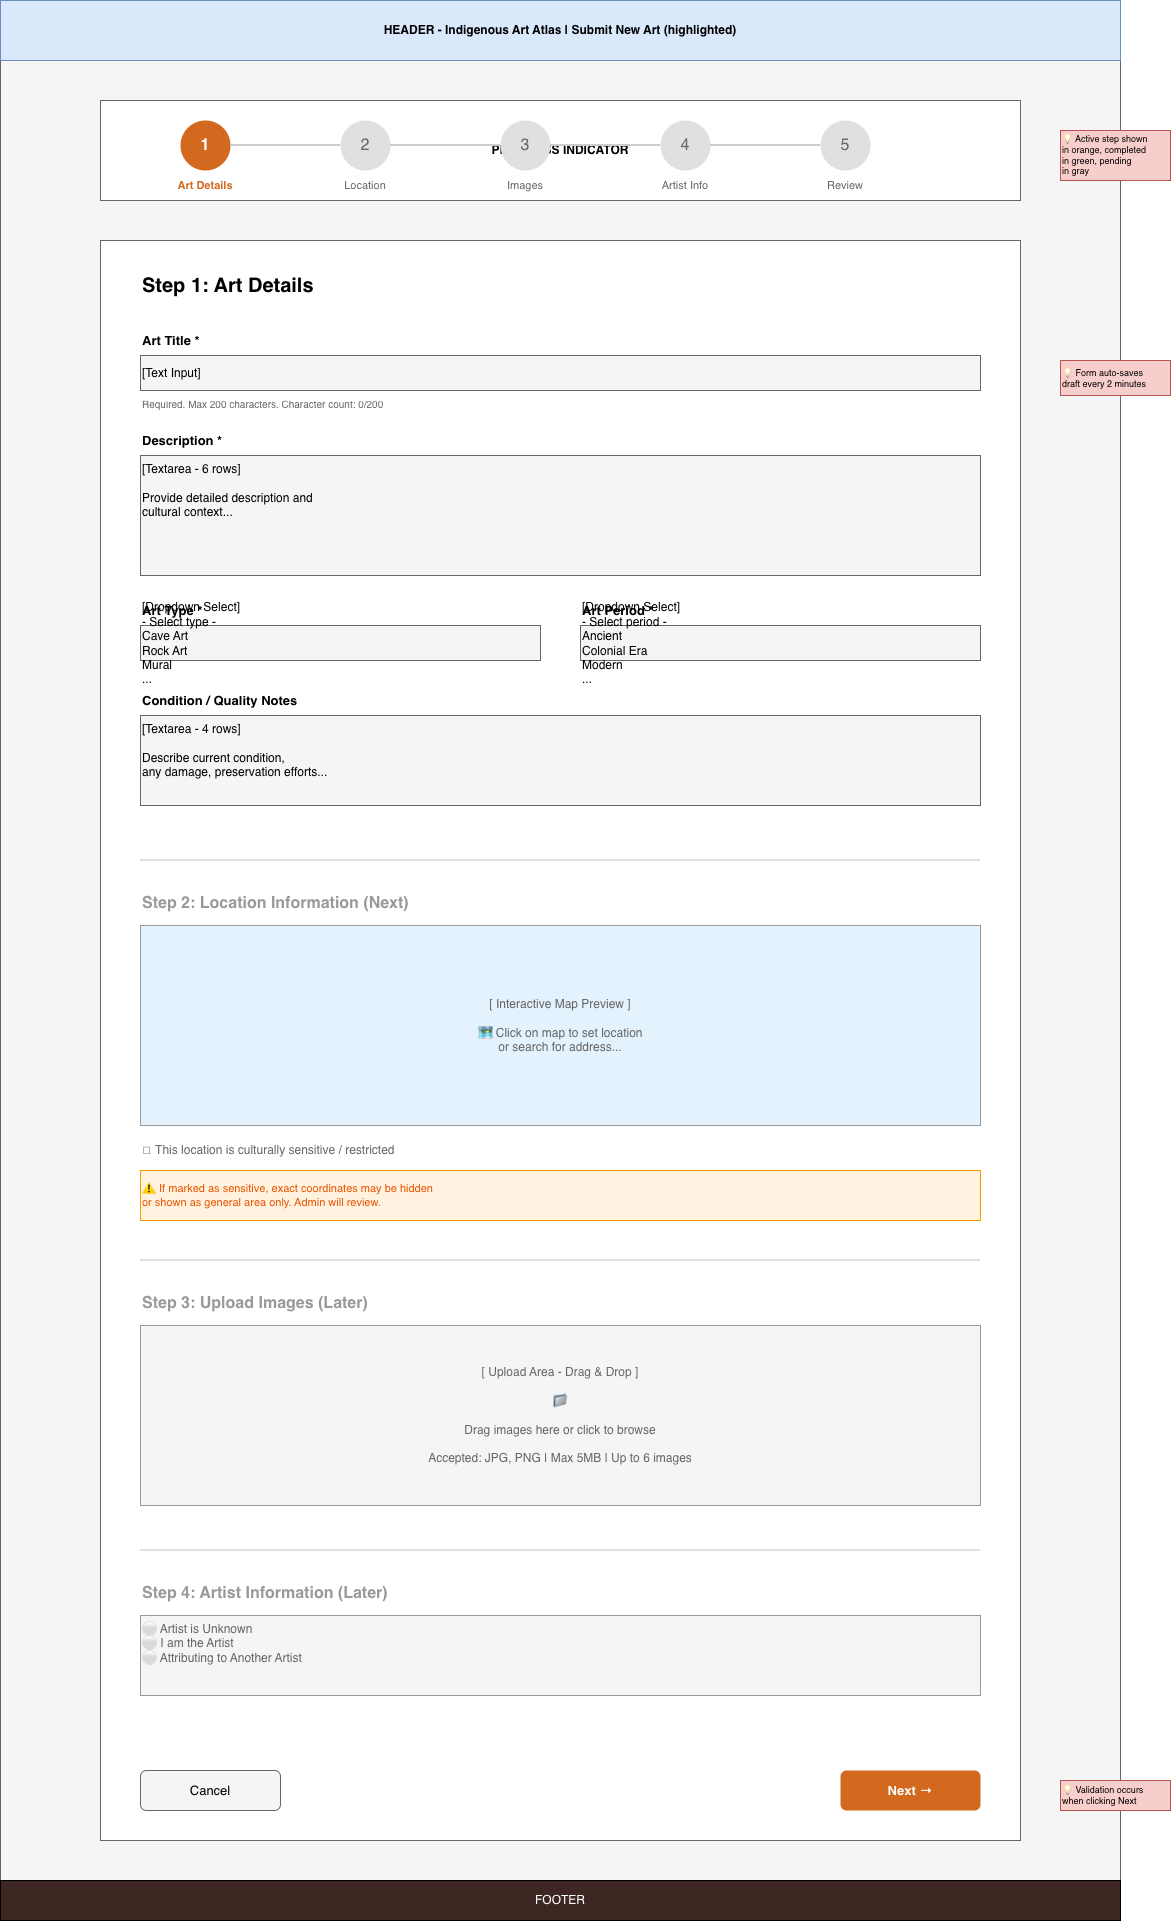 HEADER - Indigenous Art Atlas | Submit New Art (highlighted)
1
2
3
4
5
INDICATOR
Art Details
Location
Images
Artist Info
Review
💡 Active step shown
in orange, completed
in green, pending
in gray
Step 1: Art Details
Art Title *
[Text Input]
Required. Max 200 characters. Character count: 0/200
💡 Form auto-saves
draft every 2 minutes
Description *
[Textarea - 6 rows]
Provide detailed description and
cultural context...
Art Type *
[Dropdown Select]
- Select type -
Cave Art
Rock Art
Mural
...
Art Period *
[Dropdown Select]
- Select period -
Ancient
Colonial Era
Modern
...
Condition / Quality Notes
[Textarea - 4 rows]
Describe current condition,
any damage, preservation efforts...
Step 2: Location Information (Next)
[ Interactive Map Preview ]
🗺️ Click on map to set location
or search for address...
☐ This location is culturally sensitive / restricted
⚠️ If marked as sensitive, exact coordinates may be hidden
or shown as general area only. Admin will review.
Step 3: Upload Images (Later)
[ Upload Area - Drag & Drop ]
📁
Drag images here or click to browse
Accepted: JPG, PNG | Max 5MB | Up to 6 images
Step 4: Artist Information (Later)
⚪ Artist is Unknown
⚪ I am the Artist
⚪ Attributing to Another Artist
Cancel
Next →
💡 Validation occurs
when clicking Next
FOOTER